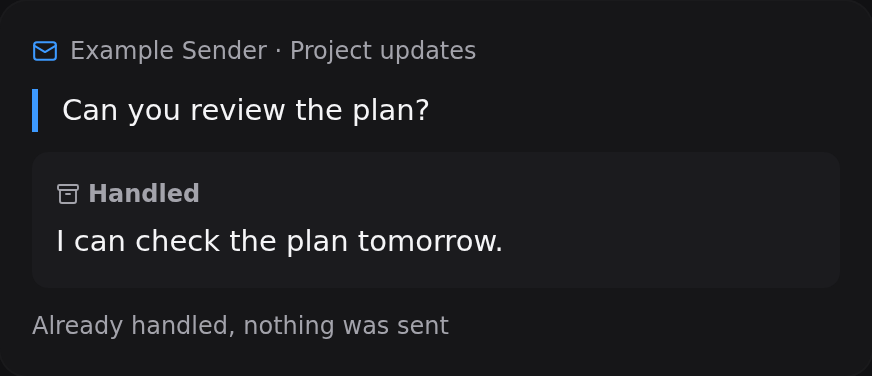 Example Sender · Project updates
Can you review the plan?
Handled
I can check the plan tomorrow.
Already handled, nothing was sent